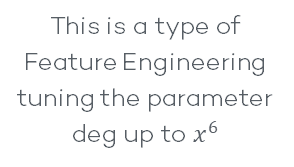 This is a type of
Feature Engineering
tuning the parameter
deg up to x⁶